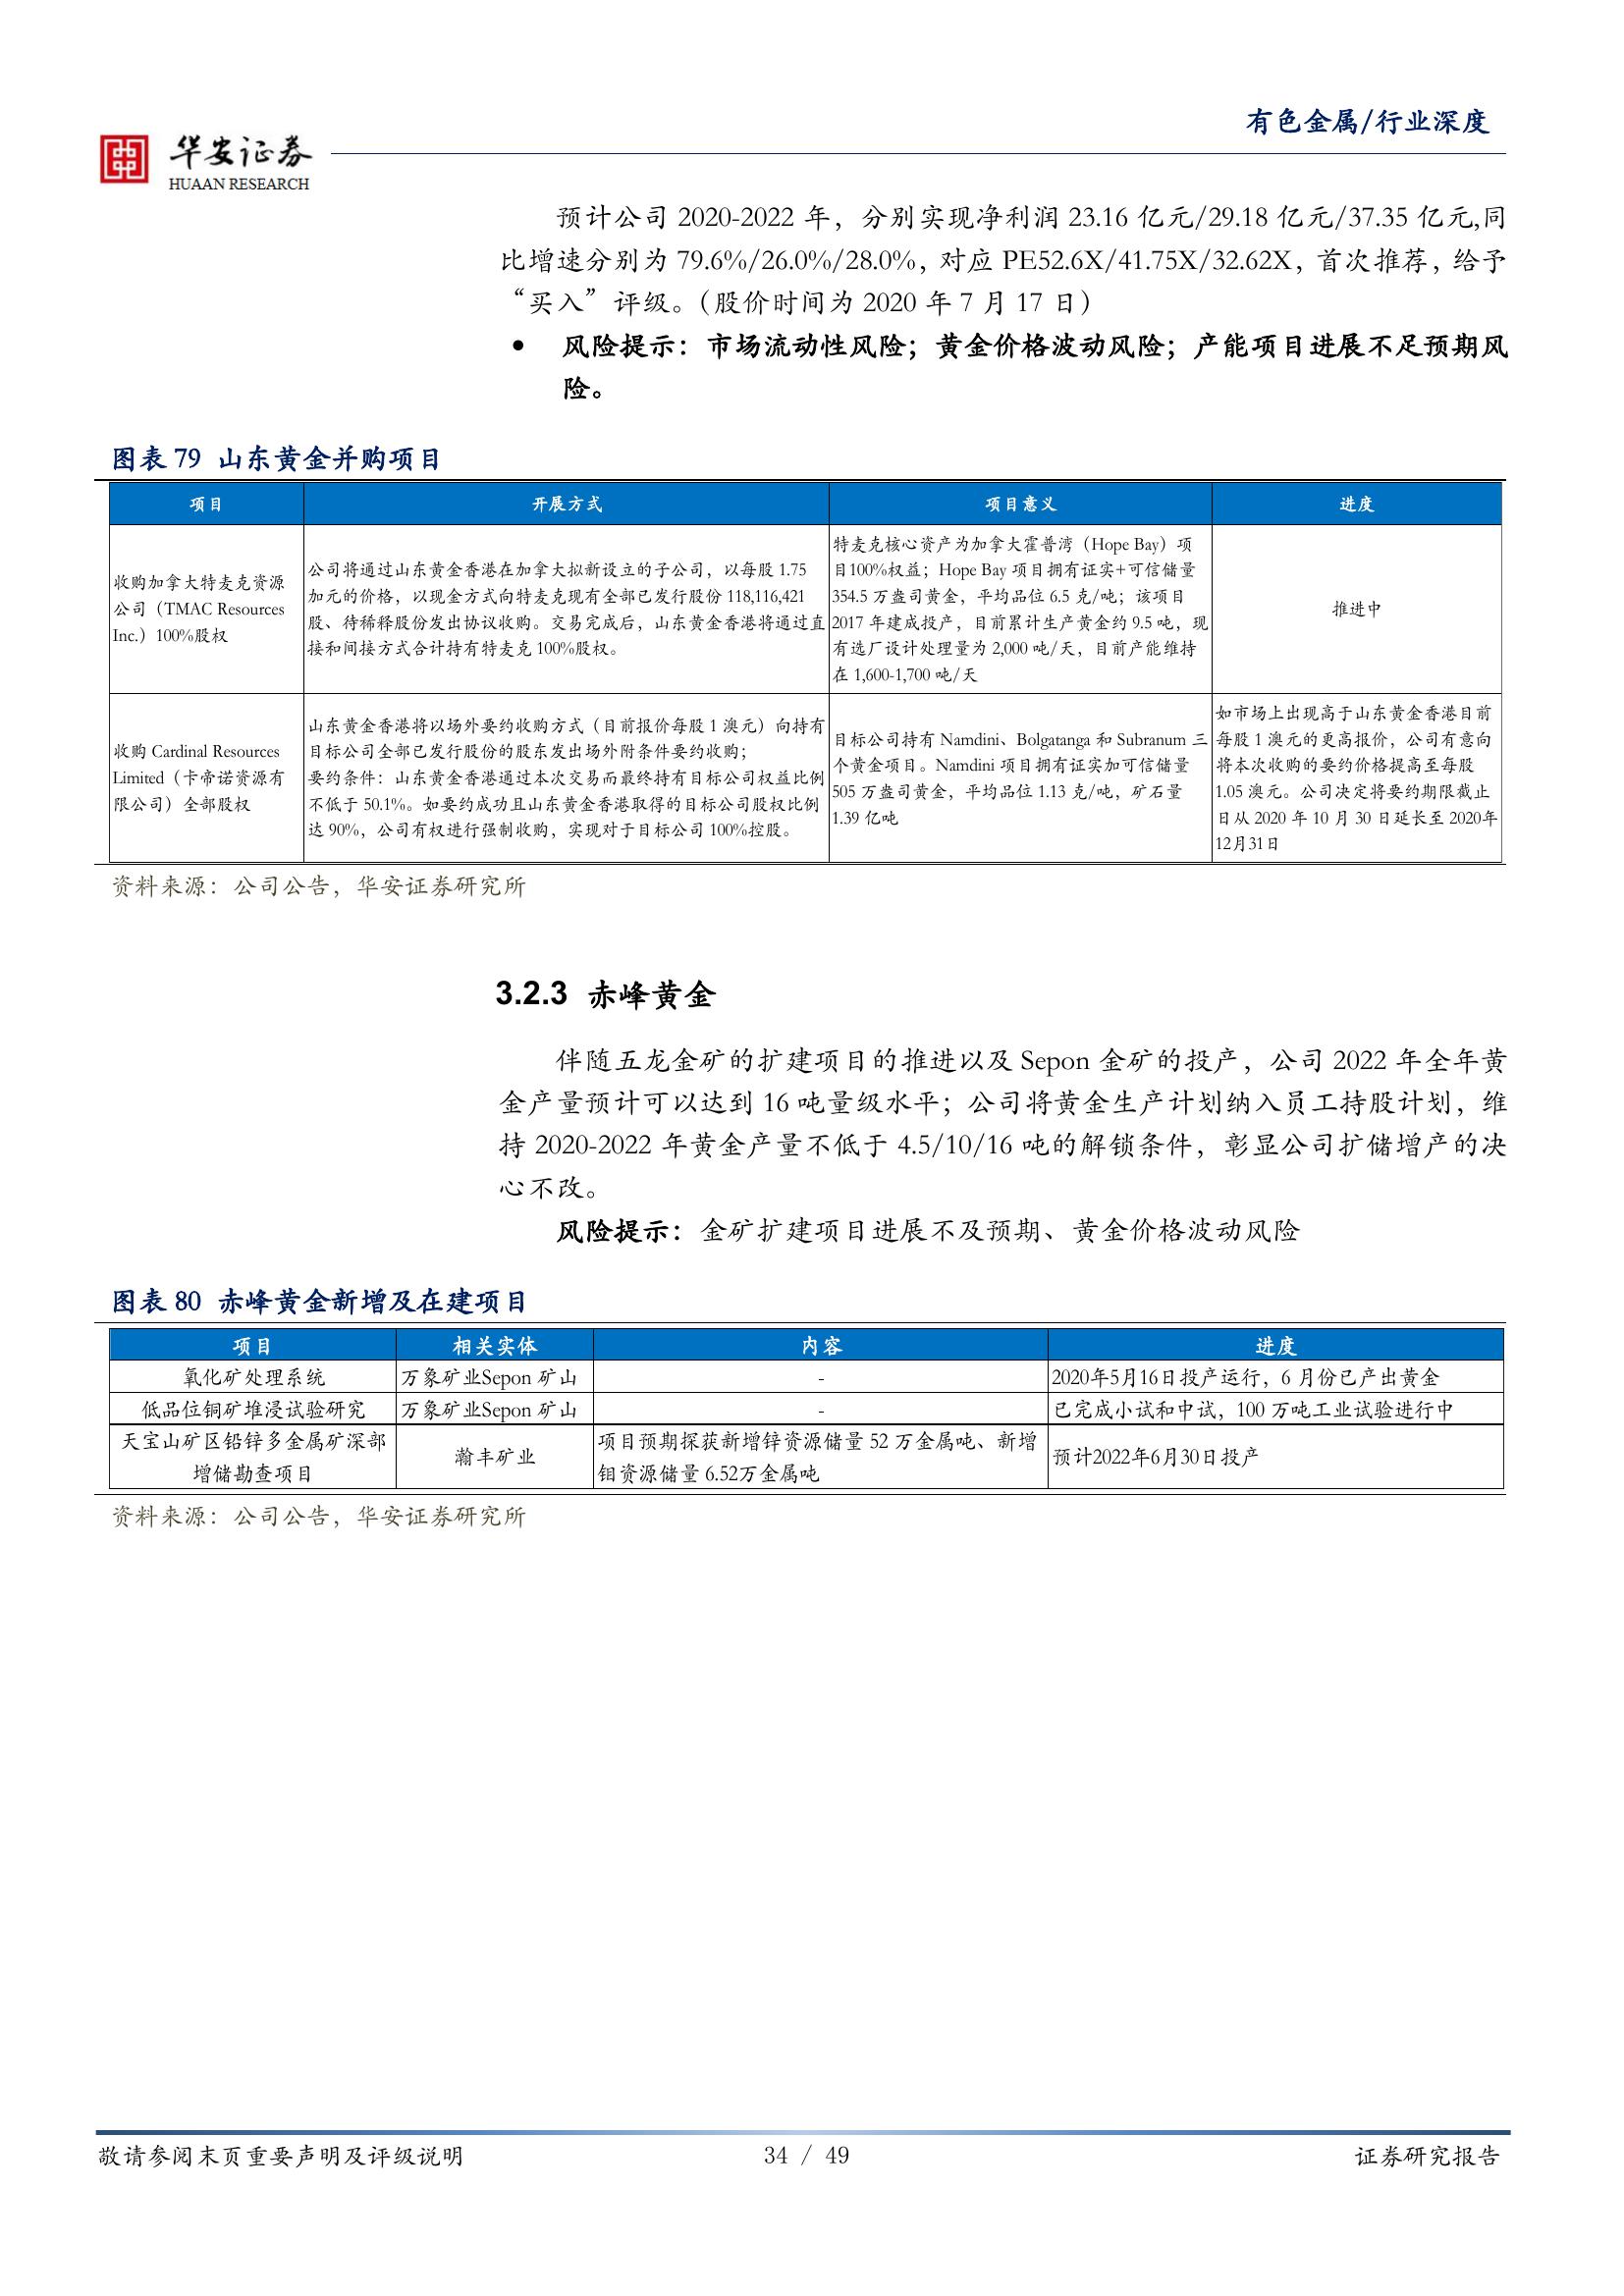 有色金属/行业深度
华安证券
HUAAN RESEARCH
预计公司 2020-2022 年，分别实现净利润 23.16 亿元/29.18 亿元/37.35 亿元,同
比增速分别为 79.6%/26.0%/28.0%，对应 PE52.6X/41.75X/32.62X，首次推荐，给予
“买入”评级。（股价时间为 2020 年 7 月 17 日）
● 风险提示：市场流动性风险；黄金价格波动风险；产能项目进展不足预期风
险。
图表 79 山东黄金并购项目
项目 开展方式 项目意义 进度
收购加拿大特麦克资源
公司（TMAC Resources
Inc.）100%股权
公司将通过山东黄金香港在加拿大拟新设立的子公司，以每股 1.75
加元的价格，以现金方式向特麦克现有全部已发行股份 118,116,421
股、待稀释股份发出协议收购。交易完成后，山东黄金香港将通过直
接和间接方式合计持有特麦克 100%股权。
特麦克核心资产为加拿大霍普湾（Hope Bay）项
目100%权益；Hope Bay 项目拥有证实+可信储量
354.5 万盎司黄金，平均品位 6.5 克/吨；该项目
2017 年建成投产，目前累计生产黄金约 9.5 吨，现
有选厂设计处理量为 2,000 吨/天，目前产能维持
在 1,600-1,700 吨/天
推进中
收购 Cardinal Resources
Limited（卡帝诺资源有
限公司）全部股权
山东黄金香港将以场外要约收购方式（目前报价每股 1 澳元）向持有
目标公司全部已发行股份的股东发出场外附条件要约收购；
要约条件：山东黄金香港通过本次交易而最终持有目标公司权益比例
不低于 50.1%。如要约成功且山东黄金香港取得的目标公司股权比例
达 90%，公司有权进行强制收购，实现对于目标公司 100%控股。
目标公司持有 Namdini、Bolgatanga 和 Subranum 三
个黄金项目。Namdini 项目拥有证实加可信储量
505 万盎司黄金，平均品位 1.13 克/吨，矿石量
1.39 亿吨
如市场上出现高于山东黄金香港目前
每股 1 澳元的更高报价，公司有意向
将本次收购的要约价格提高至每股
1.05 澳元。公司决定将要约期限截止
日从 2020 年 10 月 30 日延长至 2020年
12月31日
资料来源：公司公告，华安证券研究所
3.2.3 赤峰黄金
伴随五龙金矿的扩建项目的推进以及 Sepon 金矿的投产，公司 2022 年全年黄
金产量预计可以达到 16 吨量级水平；公司将黄金生产计划纳入员工持股计划，维
持 2020-2022 年黄金产量不低于 4.5/10/16 吨的解锁条件，彰显公司扩储增产的决
心不改。
风险提示：金矿扩建项目进展不及预期、黄金价格波动风险
图表 80 赤峰黄金新增及在建项目
项目 相关实体 内容 进度
氧化矿处理系统 万象矿业Sepon 矿山 - 2020年5月16日投产运行，6 月份已产出黄金
低品位铜矿堆浸试验研究 万象矿业Sepon 矿山 - 已完成小试和中试，100 万吨工业试验进行中
天宝山矿区铅锌多金属矿深部
增储勘查项目
瀚丰矿业
项目预期探获新增锌资源储量 52 万金属吨、新增
钼资源储量 6.52万金属吨
预计2022年6月30日投产
资料来源：公司公告，华安证券研究所
敬请参阅末页重要声明及评级说明 34 / 49 证券研究报告